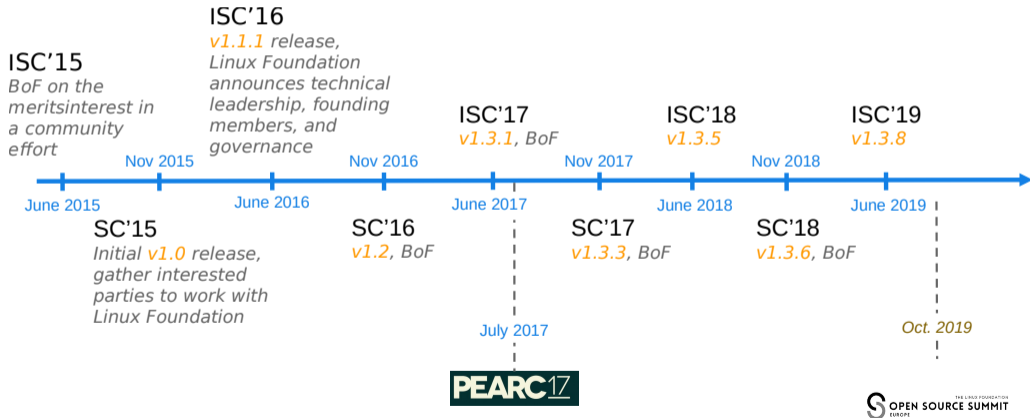 ISC’16
v1.1.1 release,
Linux Foundation
announces technical
leadership, founding
members, and
governance
ISC’15
BoF on the
meritsinterest in
a community
effort
ISC’17
v1.3.1, BoF
ISC’18
v1.3.5
ISC’19
v1.3.8
Nov 2015
Nov 2016
Nov 2017
Nov 2018
June 2015
June 2016
June 2017
June 2018
June 2019
SC’15
Initial v1.0 release,
gather interested
parties to work with
Linux Foundation
SC’16
v1.2, BoF
SC’17
v1.3.3, BoF
SC’18
v1.3.6, BoF
July 2017
Oct. 2019
PEARC17
THE LINUX FOUNDATION
OPEN SOURCE SUMMIT
EUROPE